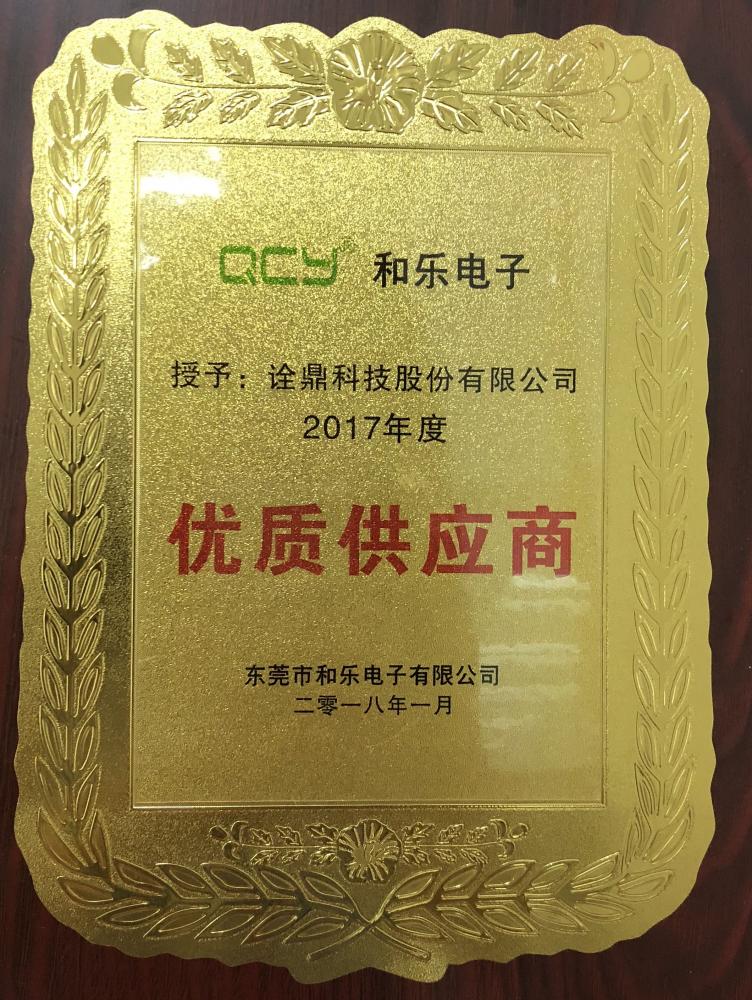 QCY® 和乐电子
授予：诠鼎科技股份有限公司
2017年度
优质供应商
东莞市和乐电子有限公司
二零一八年一月